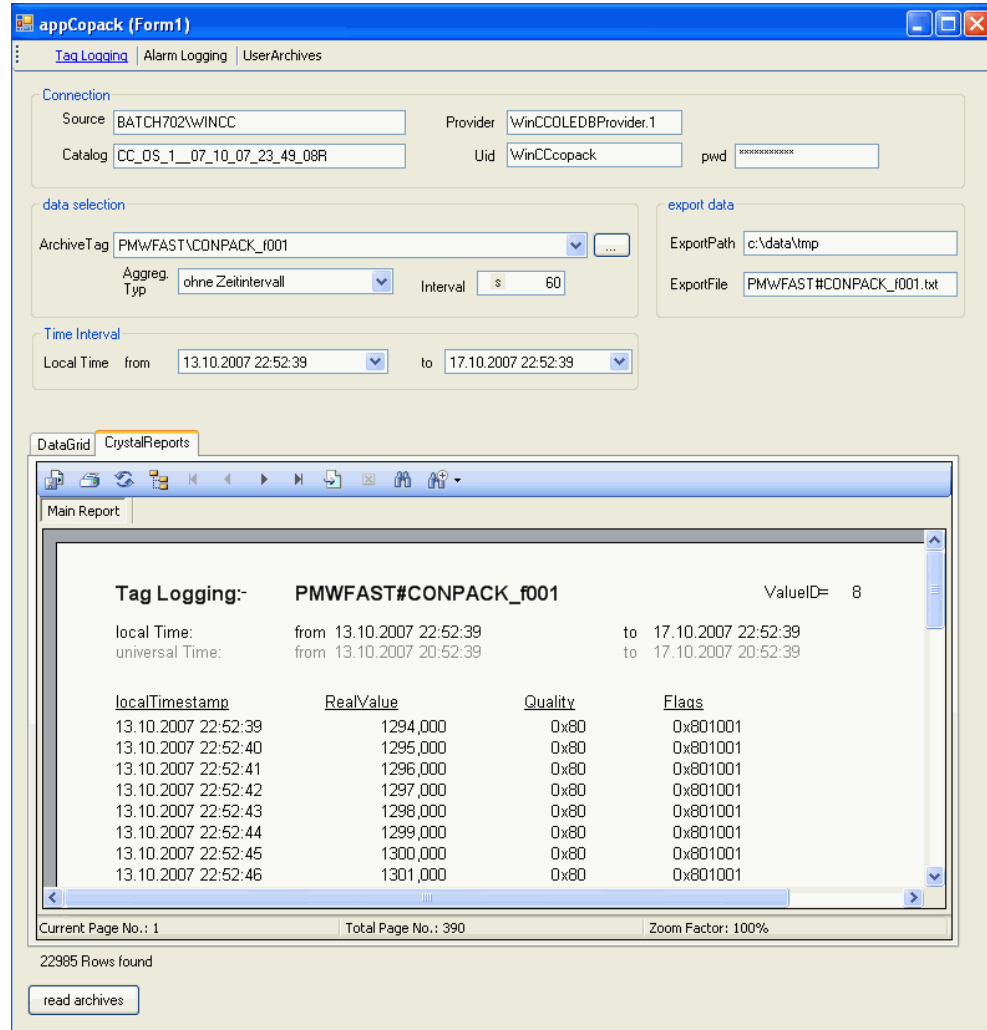 appCopack (Form1)
Tag Logging Alarm Logging UserArchives
Connection
Source BATCH702\WINCC Provider WinCCOLEDBProvider.1
Catalog CC_OS_1__07_10_07_23_49_08R Uid WinCCcopack pwd ***********
data selection export data
ArchiveTag PMWFAST\CONPACK_f001 ... ExportPath c:\data\tmp
Aggreg. Typ ohne Zeitintervall Interval s 60 ExportFile PMWFAST#CONPACK_f001.txt
Time Interval
Local Time from 13.10.2007 22:52:39 to 17.10.2007 22:52:39
DataGrid CrystalReports
Main Report
Tag Logging:- PMWFAST#CONPACK_f001 ValueID= 8
local Time: from 13.10.2007 22:52:39 to 17.10.2007 22:52:39
universal Time: from 13.10.2007 20:52:39 to 17.10.2007 20:52:39
localTimestamp RealValue Quality Flags
13.10.2007 22:52:39 1294,000 0x80 0x801001
13.10.2007 22:52:40 1295,000 0x80 0x801001
13.10.2007 22:52:41 1296,000 0x80 0x801001
13.10.2007 22:52:42 1297,000 0x80 0x801001
13.10.2007 22:52:43 1298,000 0x80 0x801001
13.10.2007 22:52:44 1299,000 0x80 0x801001
13.10.2007 22:52:45 1300,000 0x80 0x801001
13.10.2007 22:52:46 1301,000 0x80 0x801001
Current Page No.: 1 Total Page No.: 390 Zoom Factor: 100%
22985 Rows found
read archives